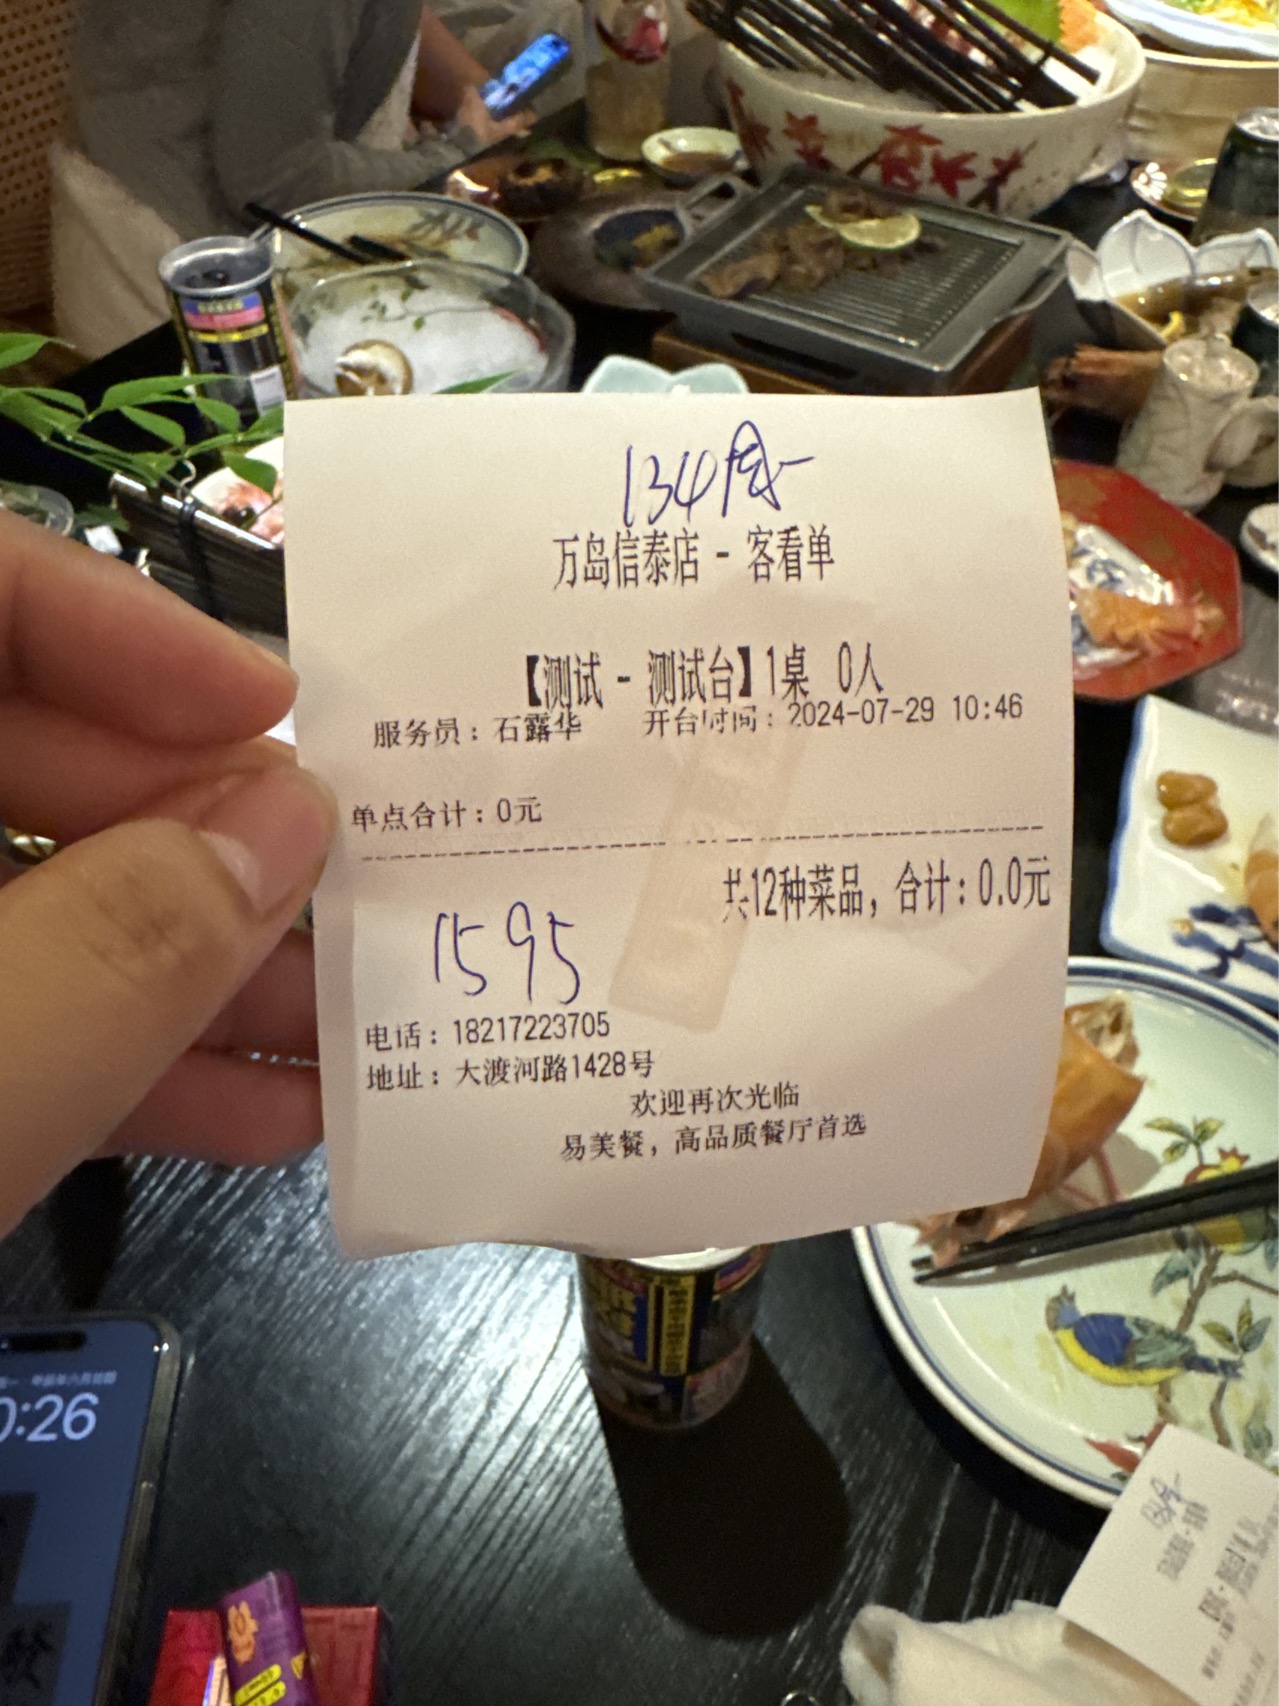 134
万岛信泰店 - 客看单
【测试 - 测试台】1桌 0人
服务员：石露华 开台时间：2024-07-29 10:46
单点合计：0元
共12种菜品，合计：0.0元
1595
电话：18217223705
地址：大渡河路1428号
欢迎再次光临
易美餐，高品质餐厅首选
:26